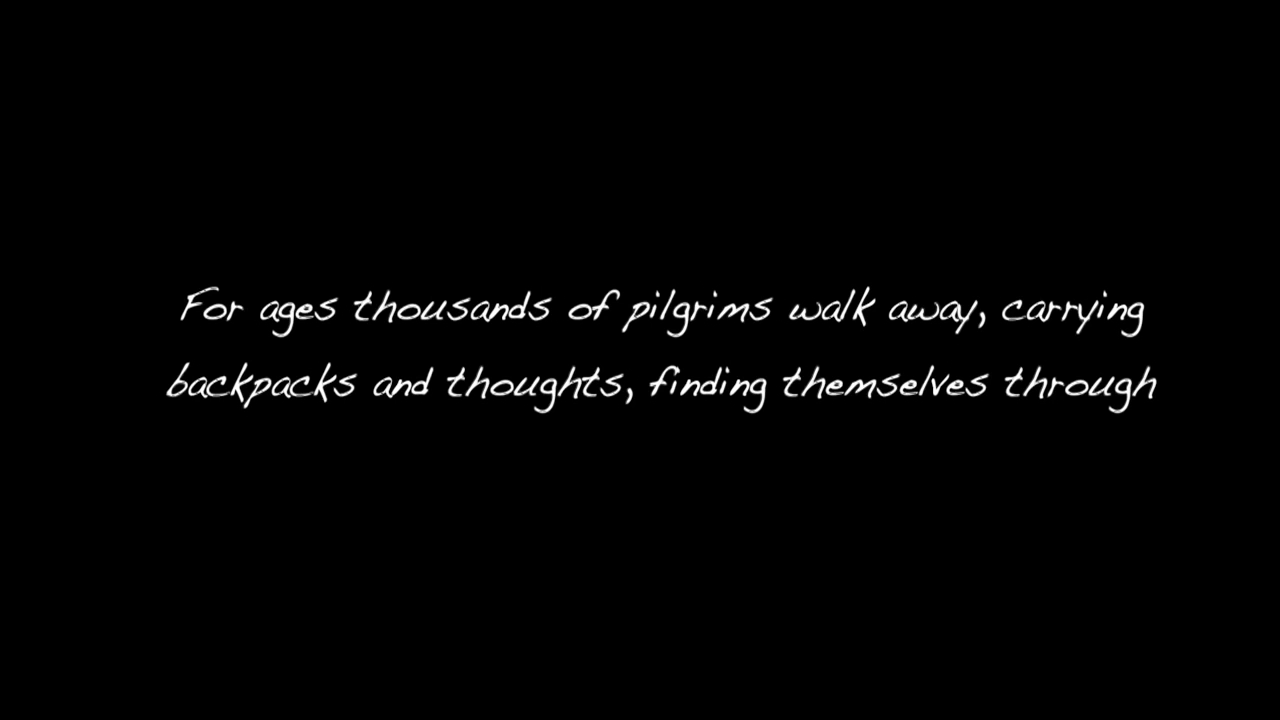 For ages thousands of pilgrims walk away, carrying
backpacks and thoughts, finding themselves through